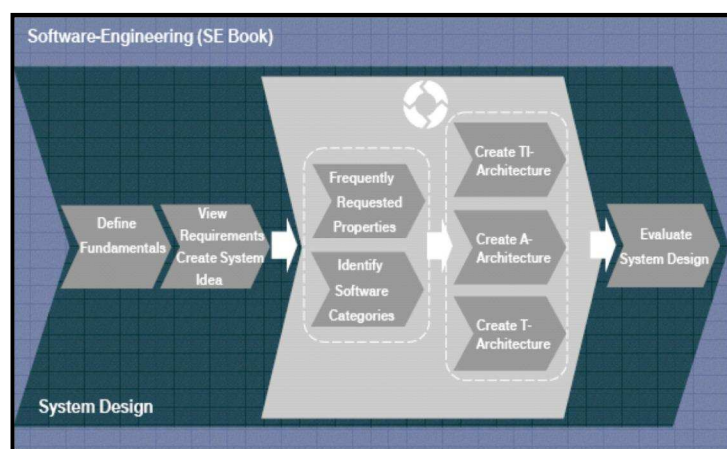 Software-Engineering (SE Book)
Define
Fundamentals
View
Requirements
Create System
Idea
Frequently
Requested
Properties
Identify
Software
Categories
Create TI-
Architecture
Create A-
Architecture
Create T-
Architecture
Evaluate
System Design
System Design